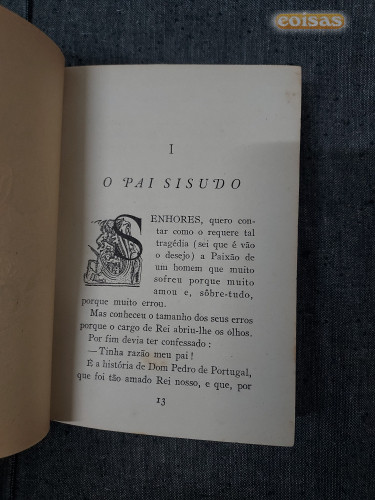 coisas
I
O PAI SISUDO
SENHORES, quero con-
tar como o requere tal
tragédia (sei que é vão
o desejo) a Paixão de
um homem que muito
sofreu porque muito
amou e, sôbre-tudo,
porque muito errou.
Mas conheceu o tamanho dos seus erros
porque o cargo de Rei abriu-lhe os olhos.
Por fim devia ter confessado :
—Tinha razão meu pai !
É a história de Dom Pedro de Portugal,
que foi tão amado Rei nosso, e que, por
13